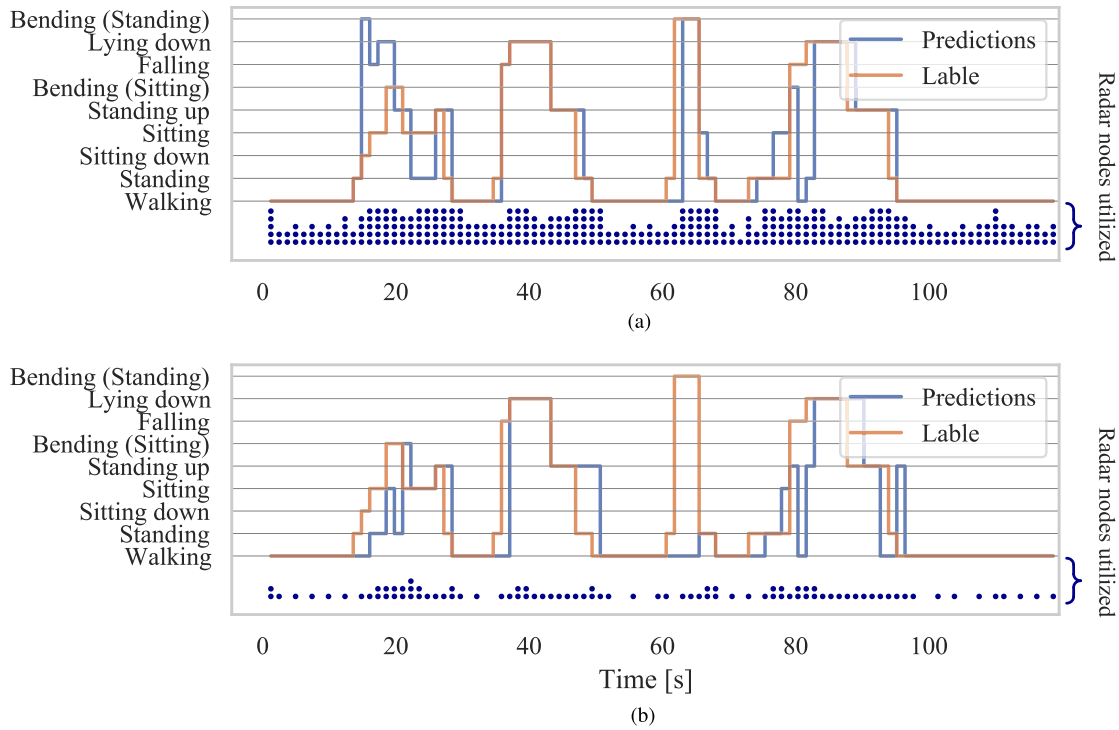 Bending (Standing)
Lying down
Falling
Bending (Sitting)
Standing up
Sitting
Sitting down
Standing
Walking
Predictions
Lable
Radar nodes utilized
0 20 40 60 80 100
(a)
Bending (Standing)
Lying down
Falling
Bending (Sitting)
Standing up
Sitting
Sitting down
Standing
Walking
Predictions
Lable
Radar nodes utilized
0 20 40 60 80 100
Time [s]
(b)